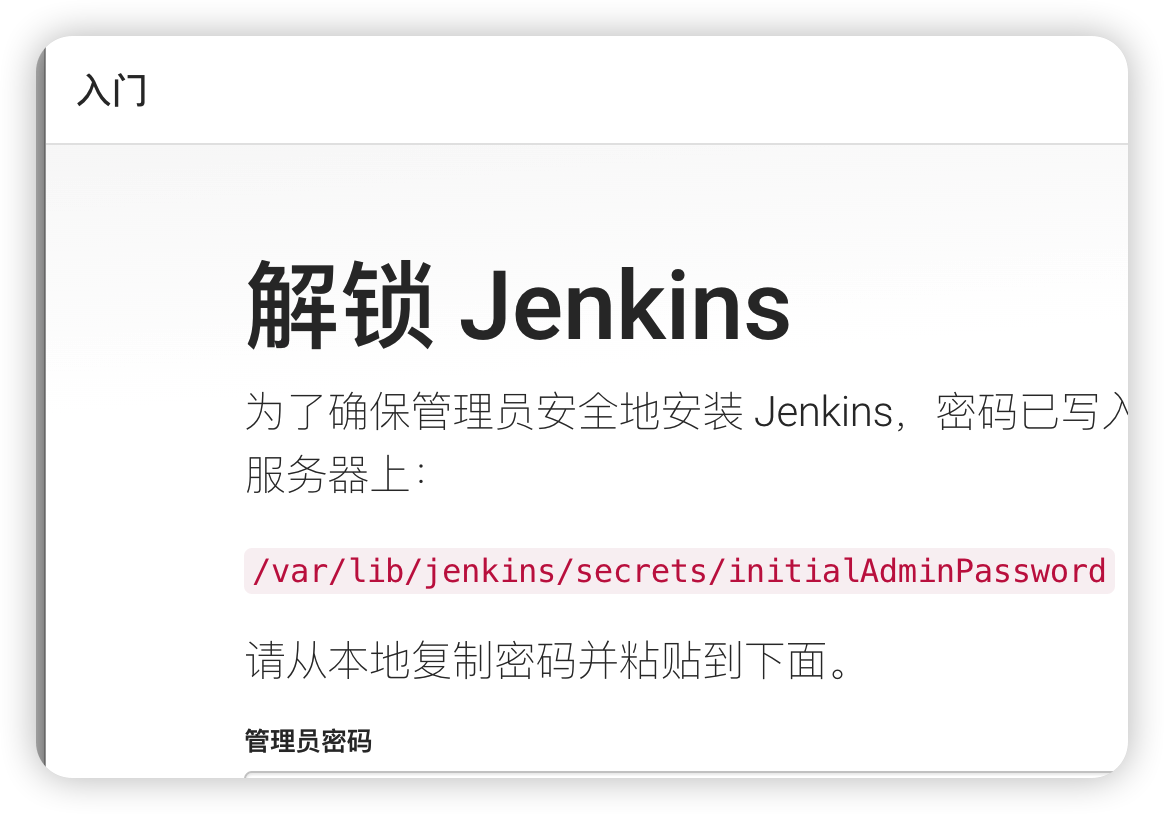 入门
解锁 Jenkins
为了确保管理员安全地安装 Jenkins，密码已写入
服务器上：
/var/lib/jenkins/secrets/initialAdminPassword
请从本地复制密码并粘贴到下面。
管理员密码